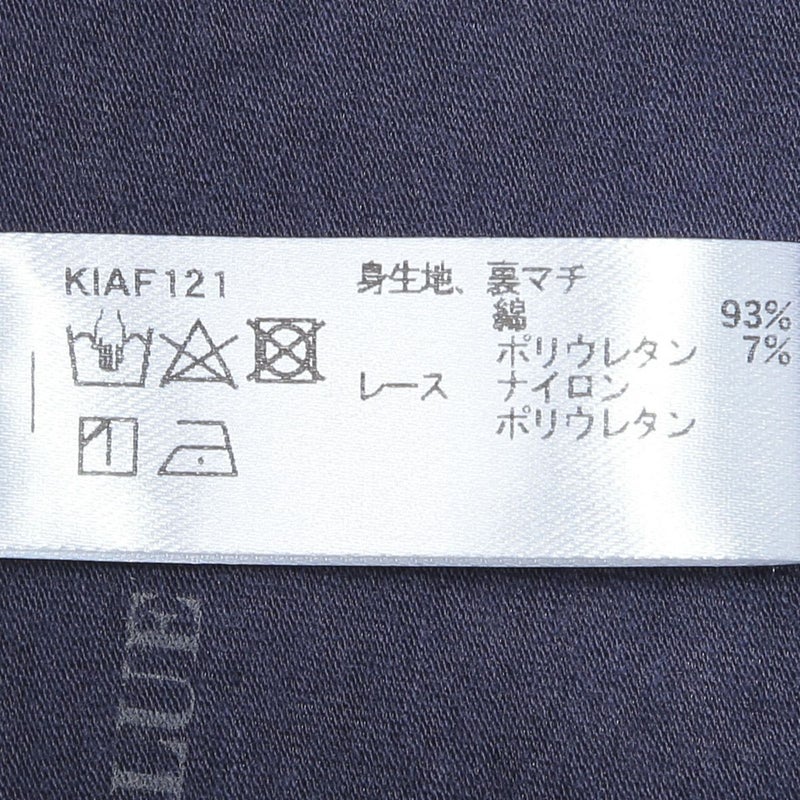 KIAF121
身生地、裏マチ
綿 93%
ポリウレタン 7%
レース ナイロン
ポリウレタン
LUE